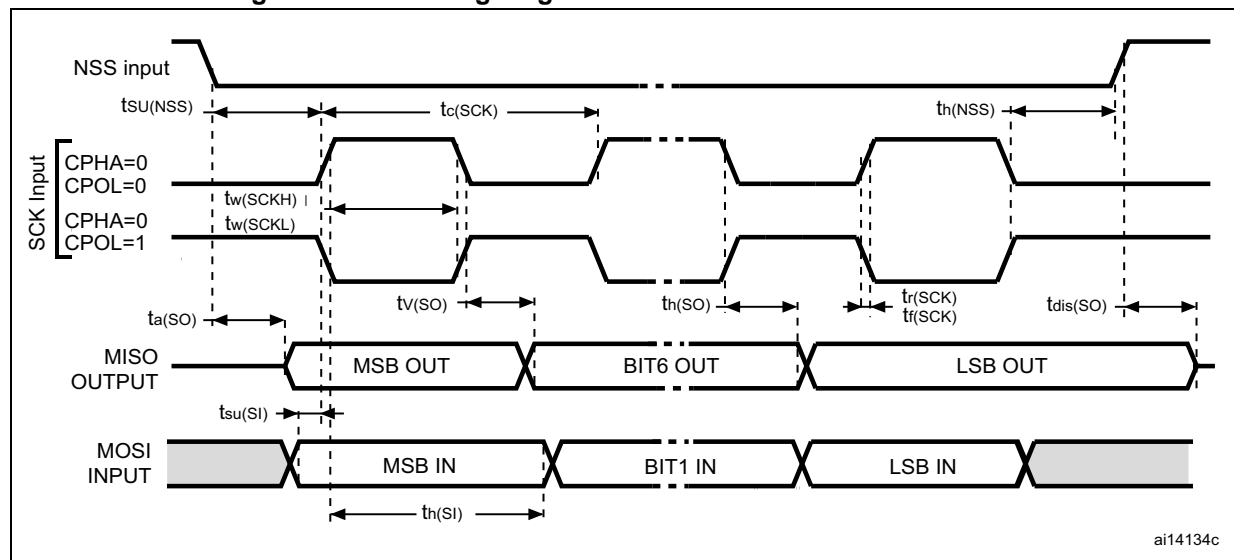 NSS input
tSU(NSS)
tc(SCK)
th(NSS)
SCK Input
CPHA=0
CPOL=0
tw(SCKH)
CPHA=0
tw(SCKL)
CPOL=1
tV(SO)
th(SO)
tr(SCK)
tf(SCK)
ta(SO)
tdis(SO)
MISO
OUTPUT
MSB OUT
BIT6 OUT
LSB OUT
tsu(SI)
MOSI
INPUT
MSB IN
BIT1 IN
LSB IN
th(SI)
ai14134c